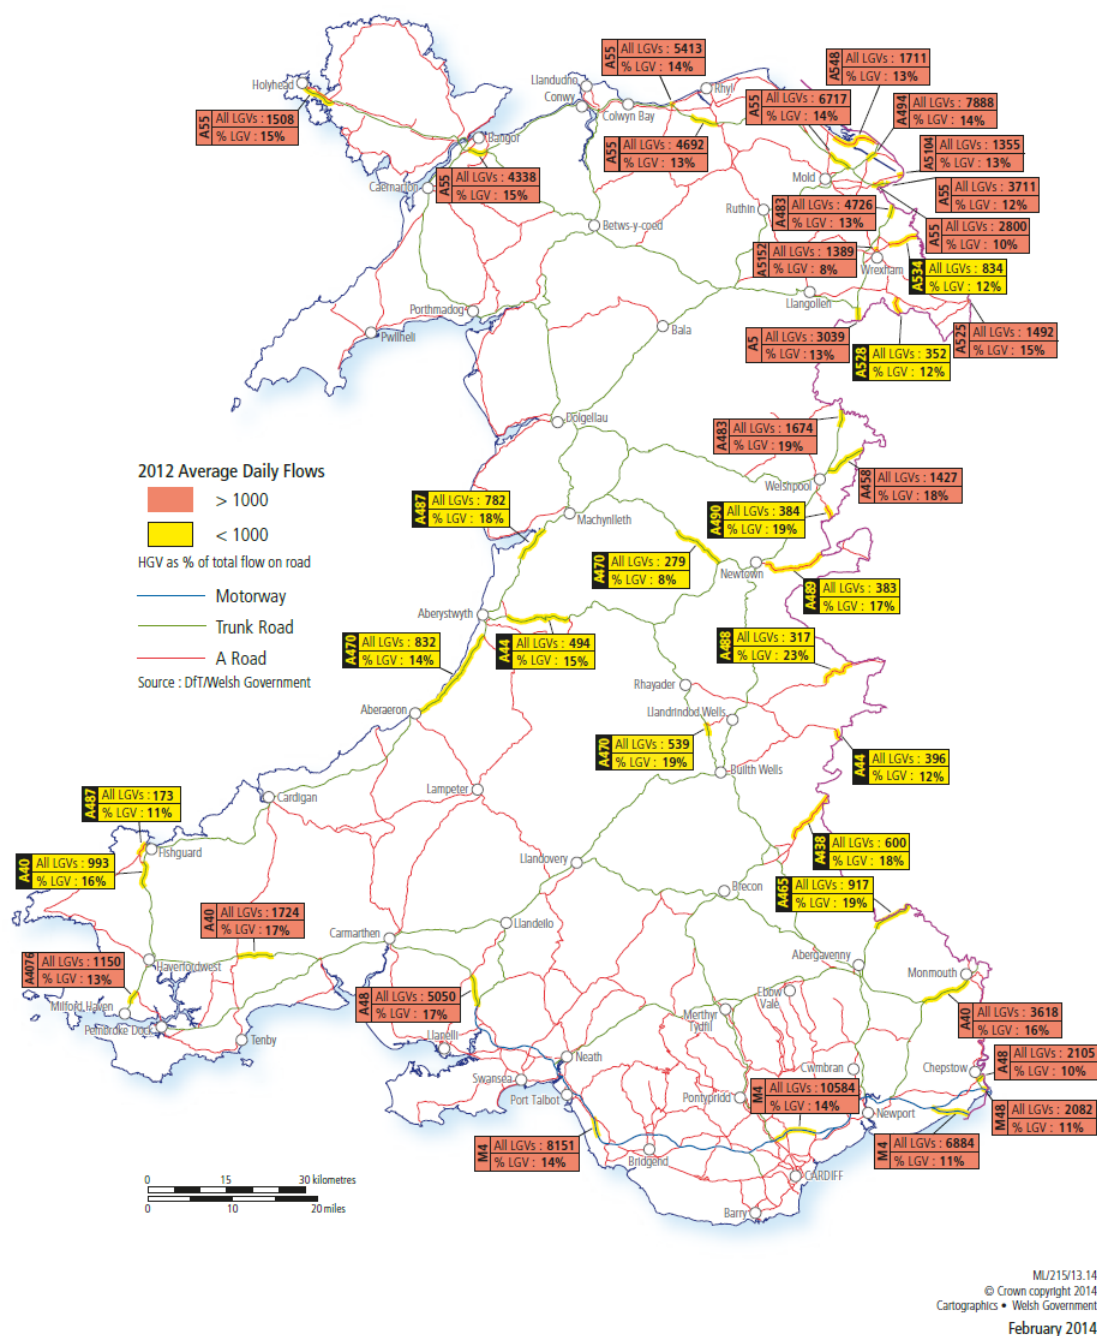 A55
All LGVs : 5413
% LGV : 14%
A548
All LGVs : 1711
% LGV : 13%
Holyhead
Llandudno
Conwy
Colwyn Bay
Rhyl
A55
All LGVs : 6717
% LGV : 14%
A494
All LGVs : 7888
% LGV : 14%
A55
All LGVs : 1508
% LGV : 15%
Bangor
A55
All LGVs : 4692
% LGV : 13%
A5104
All LGVs : 1355
% LGV : 13%
Caernarfon
A55
All LGVs : 4338
% LGV : 15%
Mold
A55
All LGVs : 3711
% LGV : 12%
Ruthin
A483
All LGVs : 4726
% LGV : 13%
A55
All LGVs : 2800
% LGV : 10%
Betws-y-coed
A5152
All LGVs : 1389
% LGV : 8%
Wrexham
A534
All LGVs : 834
% LGV : 12%
Llangollen
Porthmadog
Pwllheli
Bala
A5
All LGVs : 3039
% LGV : 13%
A528
All LGVs : 352
% LGV : 12%
A525
All LGVs : 1492
% LGV : 15%
Dolgellau
A483
All LGVs : 1674
% LGV : 19%
2012 Average Daily Flows
> 1000
< 1000
HGV as % of total flow on road
Motorway
Trunk Road
A Road
Source : DfT/Welsh Government
A458
All LGVs : 1427
% LGV : 18%
Welshpool
A487
All LGVs : 782
% LGV : 18%
Machynlleth
A490
All LGVs : 384
% LGV : 19%
A470
All LGVs : 279
% LGV : 8%
Newtown
A489
All LGVs : 383
% LGV : 17%
Aberystwyth
A470
All LGVs : 832
% LGV : 14%
A44
All LGVs : 494
% LGV : 15%
A488
All LGVs : 317
% LGV : 23%
Rhayader
Aberaeron
Llandrindod Wells
A470
All LGVs : 539
% LGV : 19%
A44
All LGVs : 396
% LGV : 12%
Builth Wells
A487
All LGVs : 173
% LGV : 11%
Cardigan
Lampeter
Fishguard
A40
All LGVs : 993
% LGV : 16%
Llandovery
A438
All LGVs : 600
% LGV : 18%
Brecon
A465
All LGVs : 917
% LGV : 19%
A40
All LGVs : 1724
% LGV : 17%
Llandeilo
Carmarthen
A4076
All LGVs : 1150
% LGV : 13%
Haverfordwest
Abergavenny
Monmouth
Milford Haven
Pembroke Dock
Tenby
A48
All LGVs : 5050
% LGV : 17%
Ebbw
Vale
Merthyr
Tydfil
A40
All LGVs : 3618
% LGV : 16%
Llanelli
Neath
Swansea
Port Talbot
Cwmbran
Chepstow
A48
All LGVs : 2105
% LGV : 10%
Pontypridd
M4
All LGVs : 10584
% LGV : 14%
Newport
M48
All LGVs : 2082
% LGV : 11%
M4
All LGVs : 8151
% LGV : 14%
Bridgend
M4
All LGVs : 6884
% LGV : 11%
CARDIFF
Barry
0 15 30 kilometres
0 10 20 miles
ML/215/13.14
© Crown copyright 2014
Cartographics • Welsh Government
February 2014